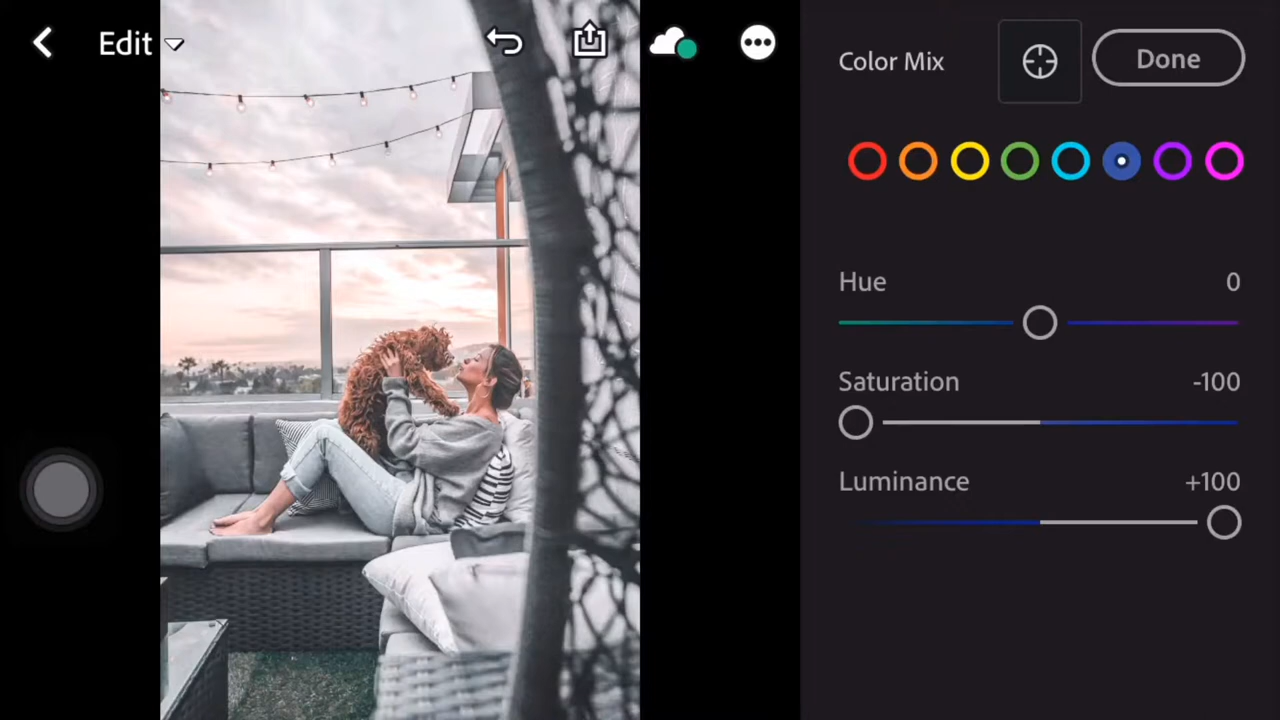 Edit
Color Mix
Done
Hue 0
Saturation -100
Luminance +100